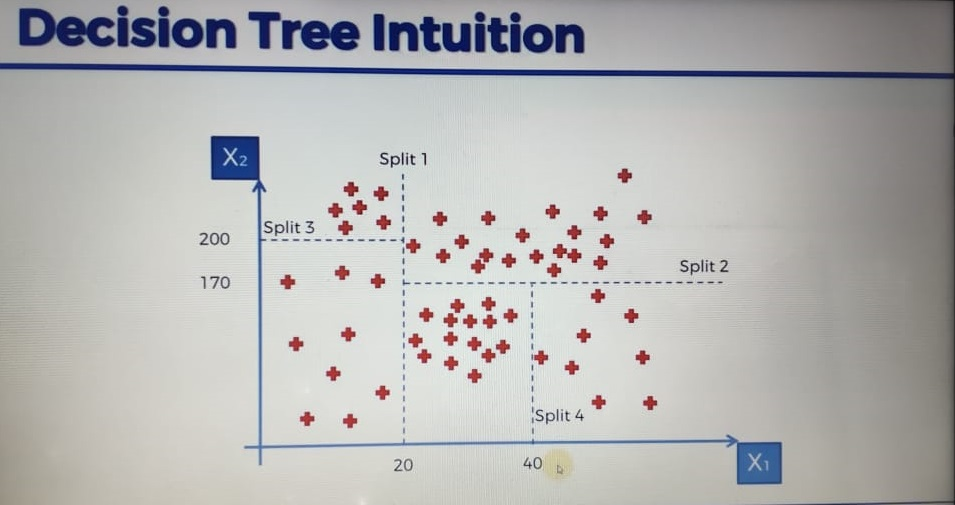 Decision Tree Intuition
X2
Split 1
Split 3
200
Split 2
170
Split 4
20
40
X1